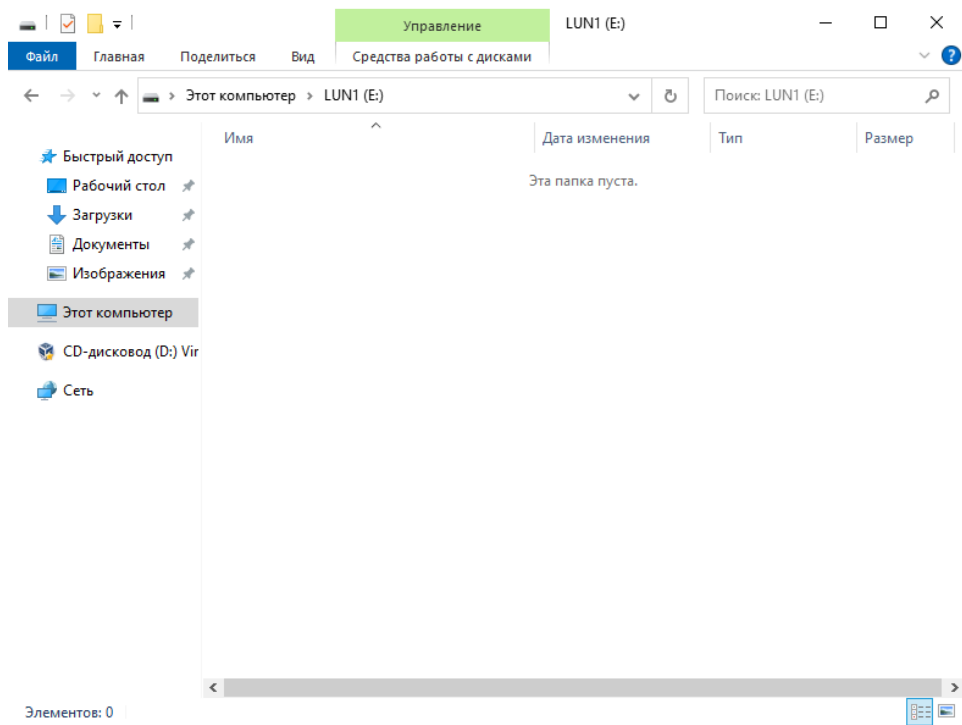 Управление
LUN1 (E:)
Файл
Главная
Поделиться
Вид
Средства работы с дисками
Этот компьютер > LUN1 (E:)
Поиск: LUN1 (E:)
Имя
Дата изменения
Тип
Размер
Эта папка пуста.
Быстрый доступ
Рабочий стол
Загрузки
Документы
Изображения
Этот компьютер
CD-дисковод (D:) Vir
Сеть
Элементов: 0